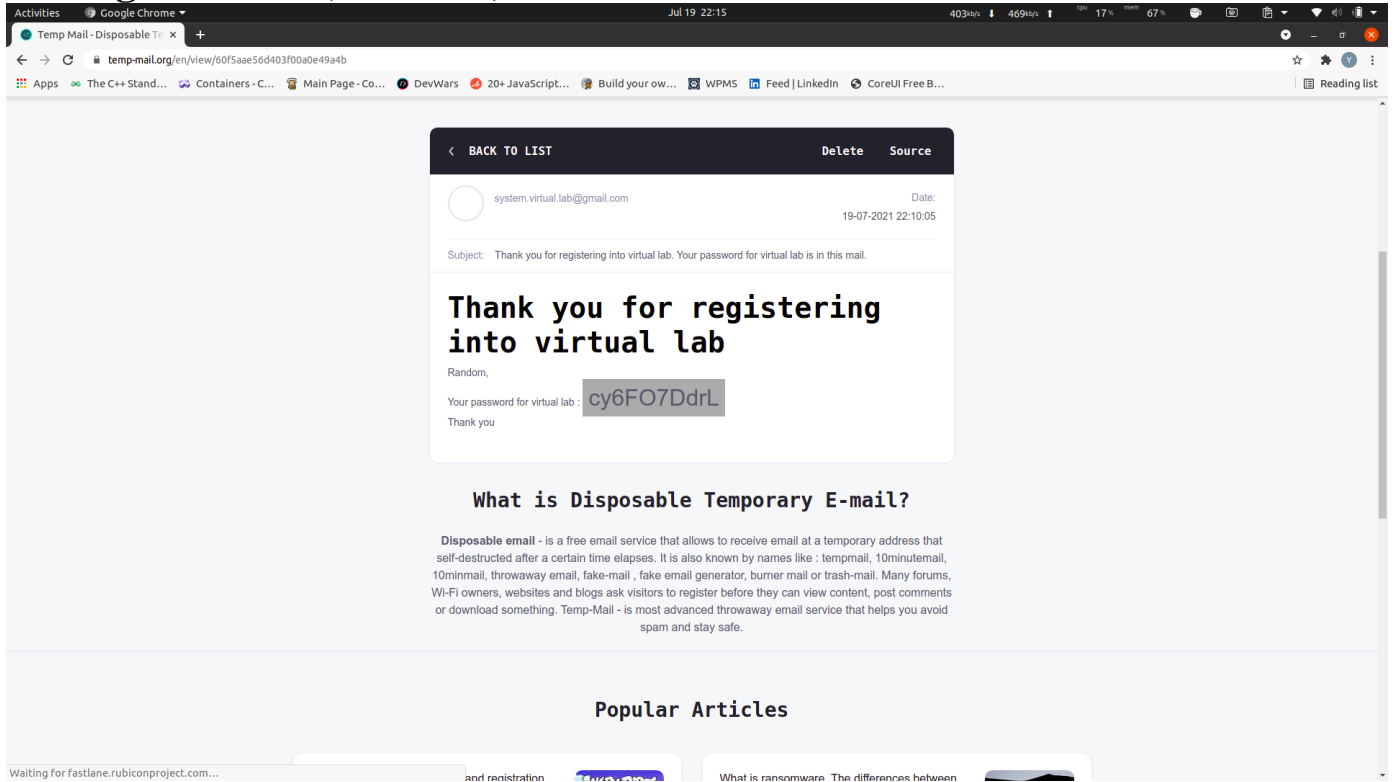 Activities Google Chrome Jul 19 22:15 403kb/s 469kb/s cpu 17% mem 67%
Temp Mail - Disposable Te
temp-mail.org/en/view/60f5aae56d403f00a0e49a4b
Apps The C++ Stand... Containers - C... Main Page - Co... DevWars 20+ JavaScript... Build your ow... WPMS Feed | LinkedIn CoreUI Free B... Reading list
BACK TO LIST Delete Source
system.virtual.lab@gmail.com Date:
19-07-2021 22:10:05
Subject: Thank you for registering into virtual lab. Your password for virtual lab is in this mail.
Thank you for registering
into virtual lab
Random,
Your password for virtual lab : cy6FO7DdrL
Thank you
What is Disposable Temporary E-mail?
Disposable email - is a free email service that allows to receive email at a temporary address that
self-destructed after a certain time elapses. It is also known by names like : tempmail, 10minutemail,
10minmail, throwaway email, fake-mail , fake email generator, burner mail or trash-mail. Many forums,
Wi-Fi owners, websites and blogs ask visitors to register before they can view content, post comments
or download something. Temp-Mail - is most advanced throwaway email service that helps you avoid
spam and stay safe.
Popular Articles
and registration What is ransomware. The differences between
Waiting for fastlane.rubiconproject.com...